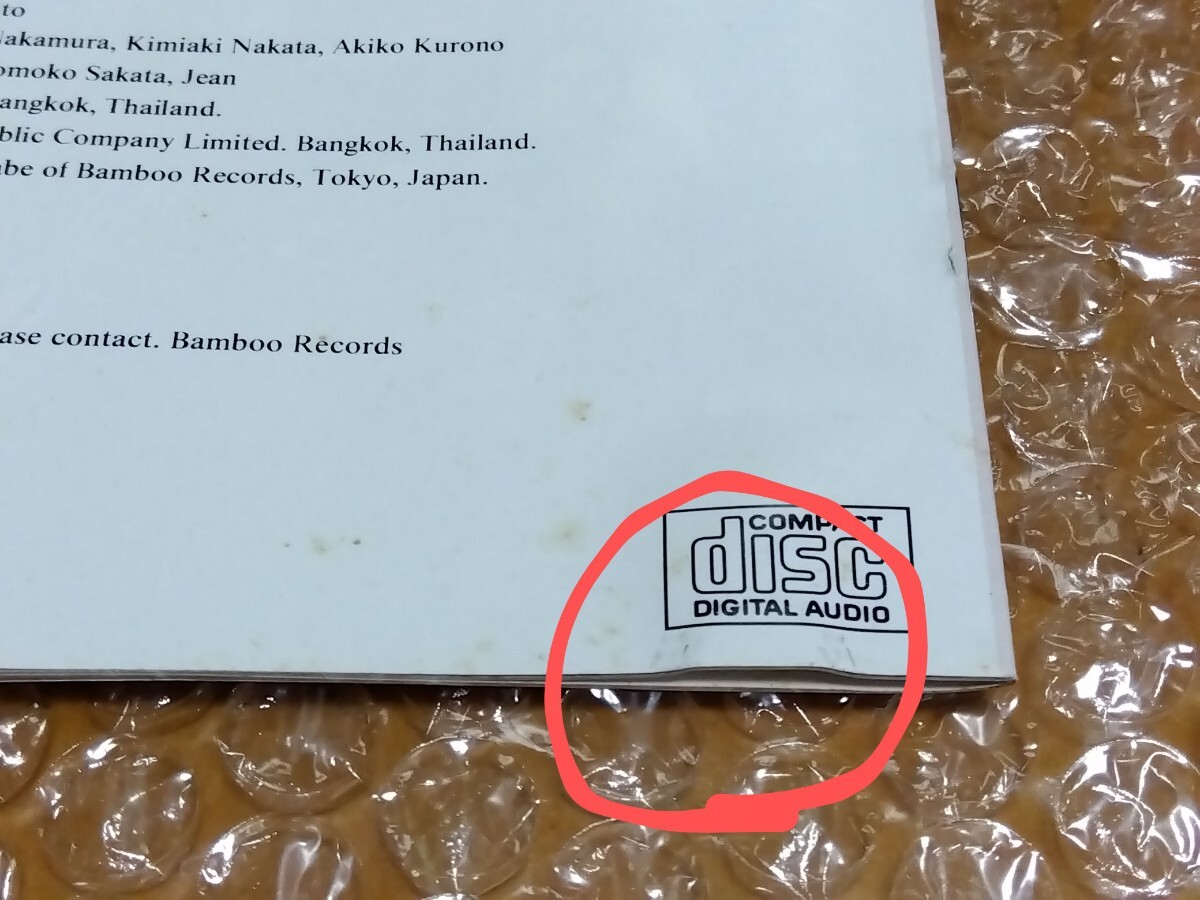 to
Nakamura, Kimiaki Nakata, Akiko Kurono
omoko Sakata, Jean
angkok, Thailand.
blic Company Limited. Bangkok, Thailand.
abe of Bamboo Records, Tokyo, Japan.
ase contact. Bamboo Records
COMPACT
disc
DIGITAL AUDIO